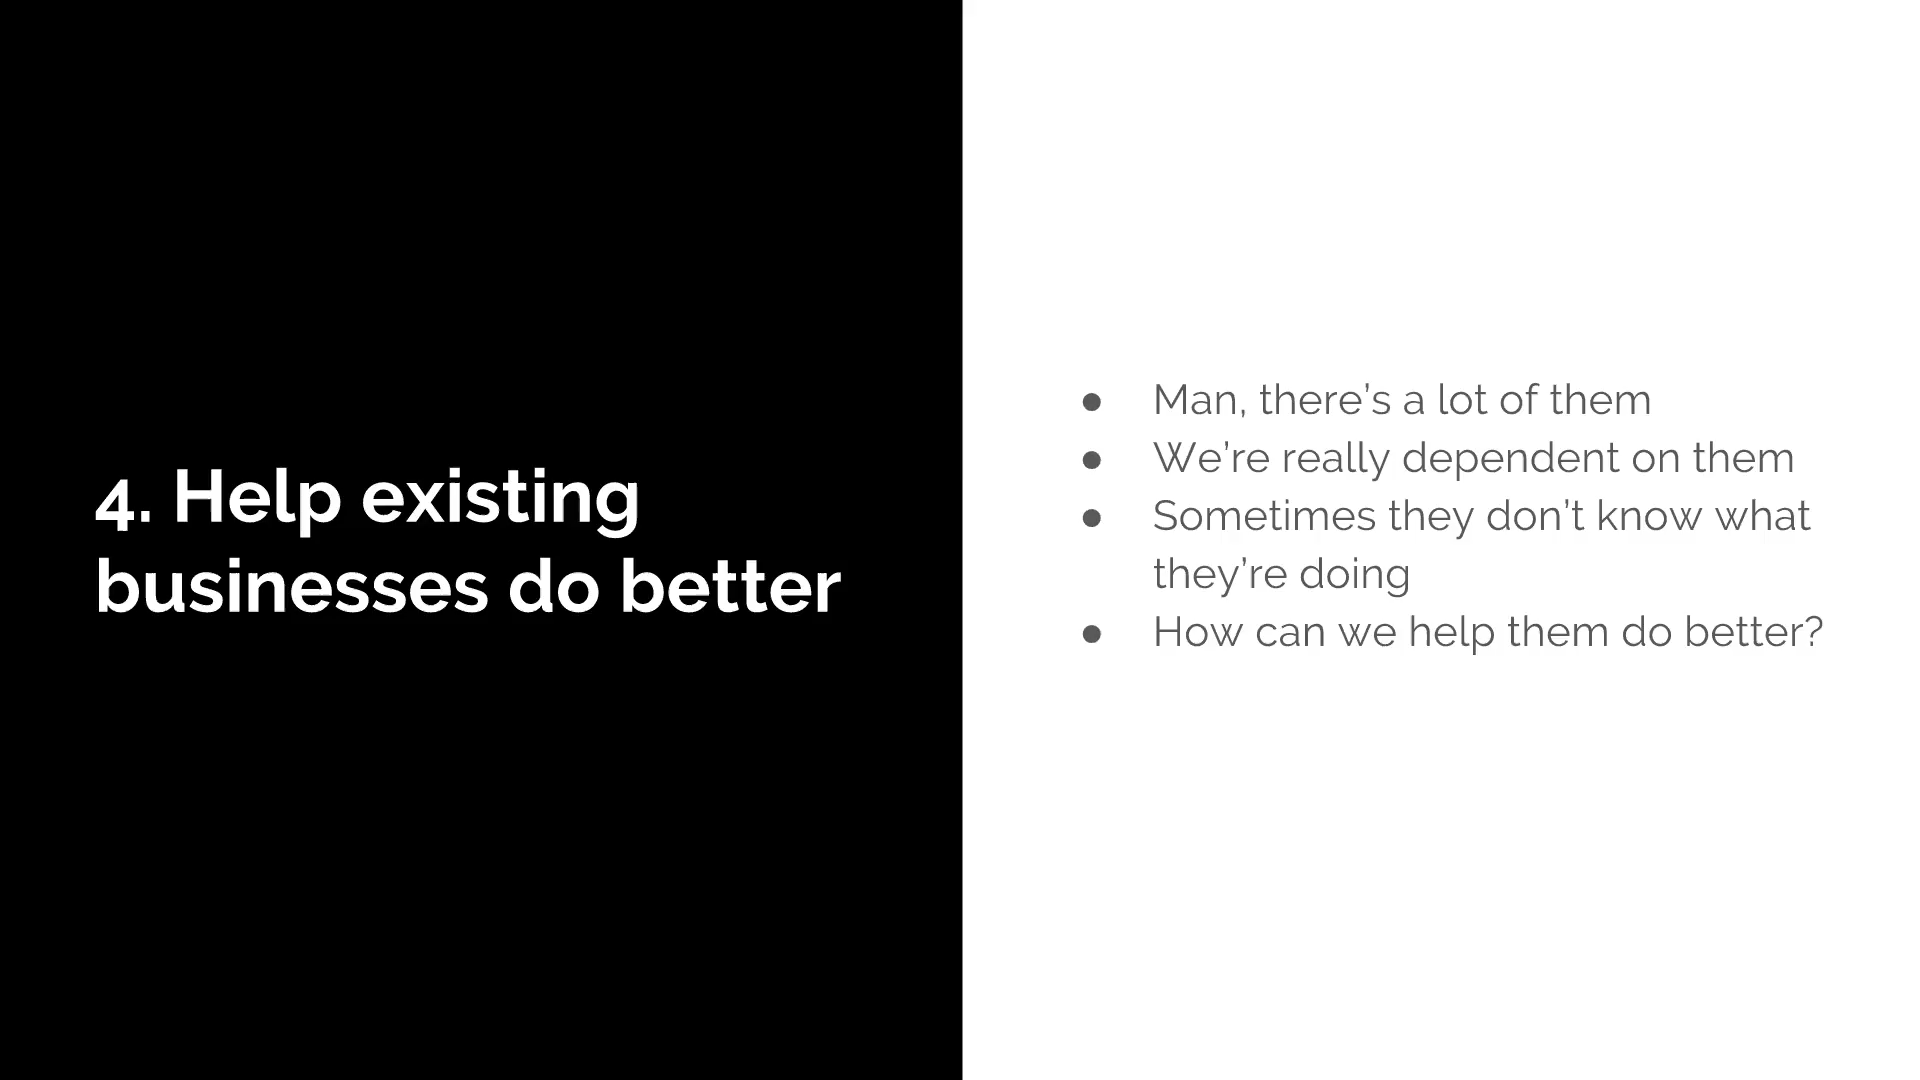 4. Help existing
businesses do better
● Man, there’s a lot of them
● We’re really dependent on them
● Sometimes they don’t know what
they’re doing
● How can we help them do better?